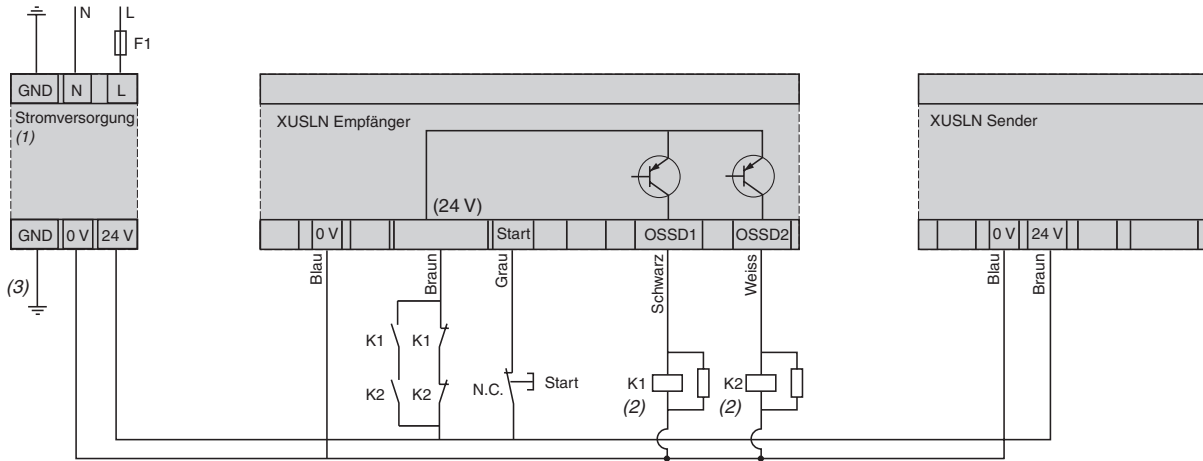 N
L
F1
GND
N
L
Stromversorgung
(1)
XUSLN Empfänger
XUSLN Sender
(24 V)
GND
0 V
24 V
0 V
Start
OSSD1
OSSD2
0 V
24 V
(3)
Blau
Braun
Grau
Schwarz
Weiss
Blau
Braun
K1
K1
K2
K2
N.C.
Start
K1
(2)
K2
(2)